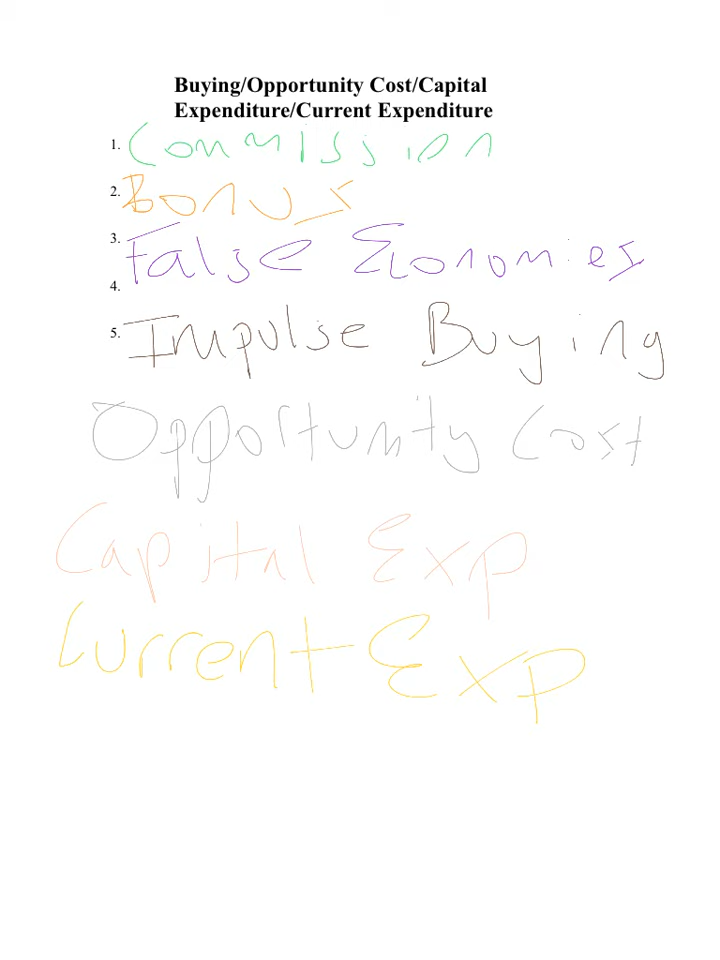 Buying/Opportunity Cost/Capital
Expenditure/Current Expenditure
1. Commission
2. Bonus
3. False Economies
4.
5. Impulse Buying
Opportunity Cost
Capital Exp
Current Exp